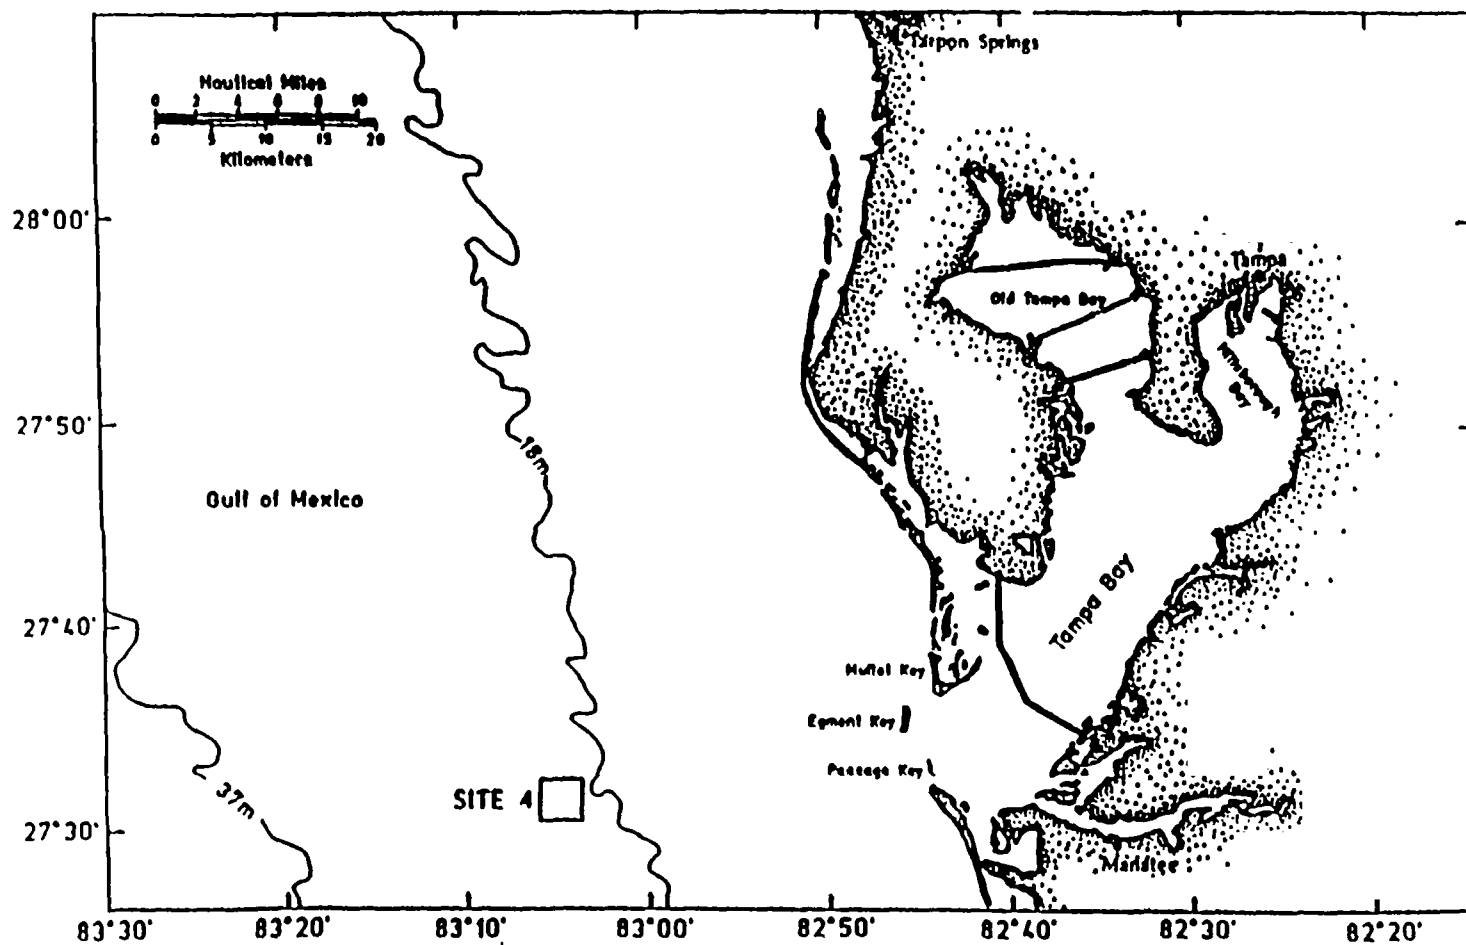 Tarpon Springs
Nautical Miles
0 2 4 6 8 10
0 5 10 15 20
Kilometers
28°00'
Tampa
Old Tampa Bay
Bay
27°50'
18m
Gulf of Mexico
Tampa Bay
27°40'
Mullet Key
Egmont Key
Passage Key
37m
SITE 4
27°30'
Manatee
83°30' 83°20' 83°10' 83°00' 82°50' 82°40' 82°30' 82°20'